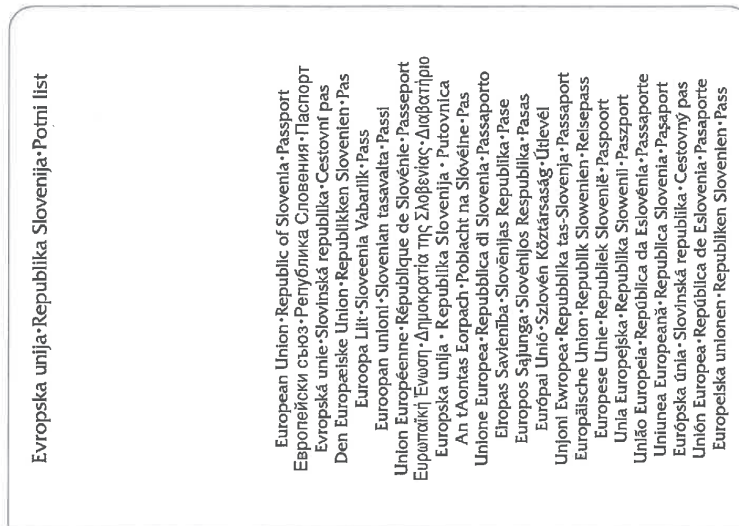 Evropska unija•Republika Slovenija•Potni list
European Union•Republic of Slovenia•Passport
Европейски съюз•Република Словения•Паспорт
Evropská unie•Slovinská republika•Cestovní pas
Den Europæiske Union•Republikken Slovenien•Pas
Euroopa Liit•Sloveenia Vabariik•Pass
Euroopan unioni•Slovenian tasavalta•Passi
Union Européenne•République de Slovénie•Passeport
Ευρωπαϊκή Ένωση•Δημοκρατία της Σλοβενίας•Διαβατήριο
Europska unija • Republika Slovenija • Putovnica
An tAontas Eorpach•Poblacht na Slóvéine•Pas
Unione Europea•Repubblica di Slovenia•Passaporto
Eiropas Savienība•Slovēnijas Republika•Pase
Europos Sąjunga•Slovėnijos Respublika•Pasas
Európai Unió•Szlovén Köztársaság•Útlevél
Unjoni Ewropea•Repubblika tas-Slovenja•Passaport
Europäische Union•Republik Slowenien•Reisepass
Europese Unie•Republiek Slovenië•Paspoort
Unia Europejska•Republika Słowenii•Paszport
União Europeia•República da Eslovénia•Passaporte
Uniunea Europeană•Republica Slovenia•Paşaport
Európska únia•Slovinská republika•Cestovný pas
Unión Europea•República de Eslovenia•Pasaporte
Europeiska unionen•Republiken Slovenien•Pass